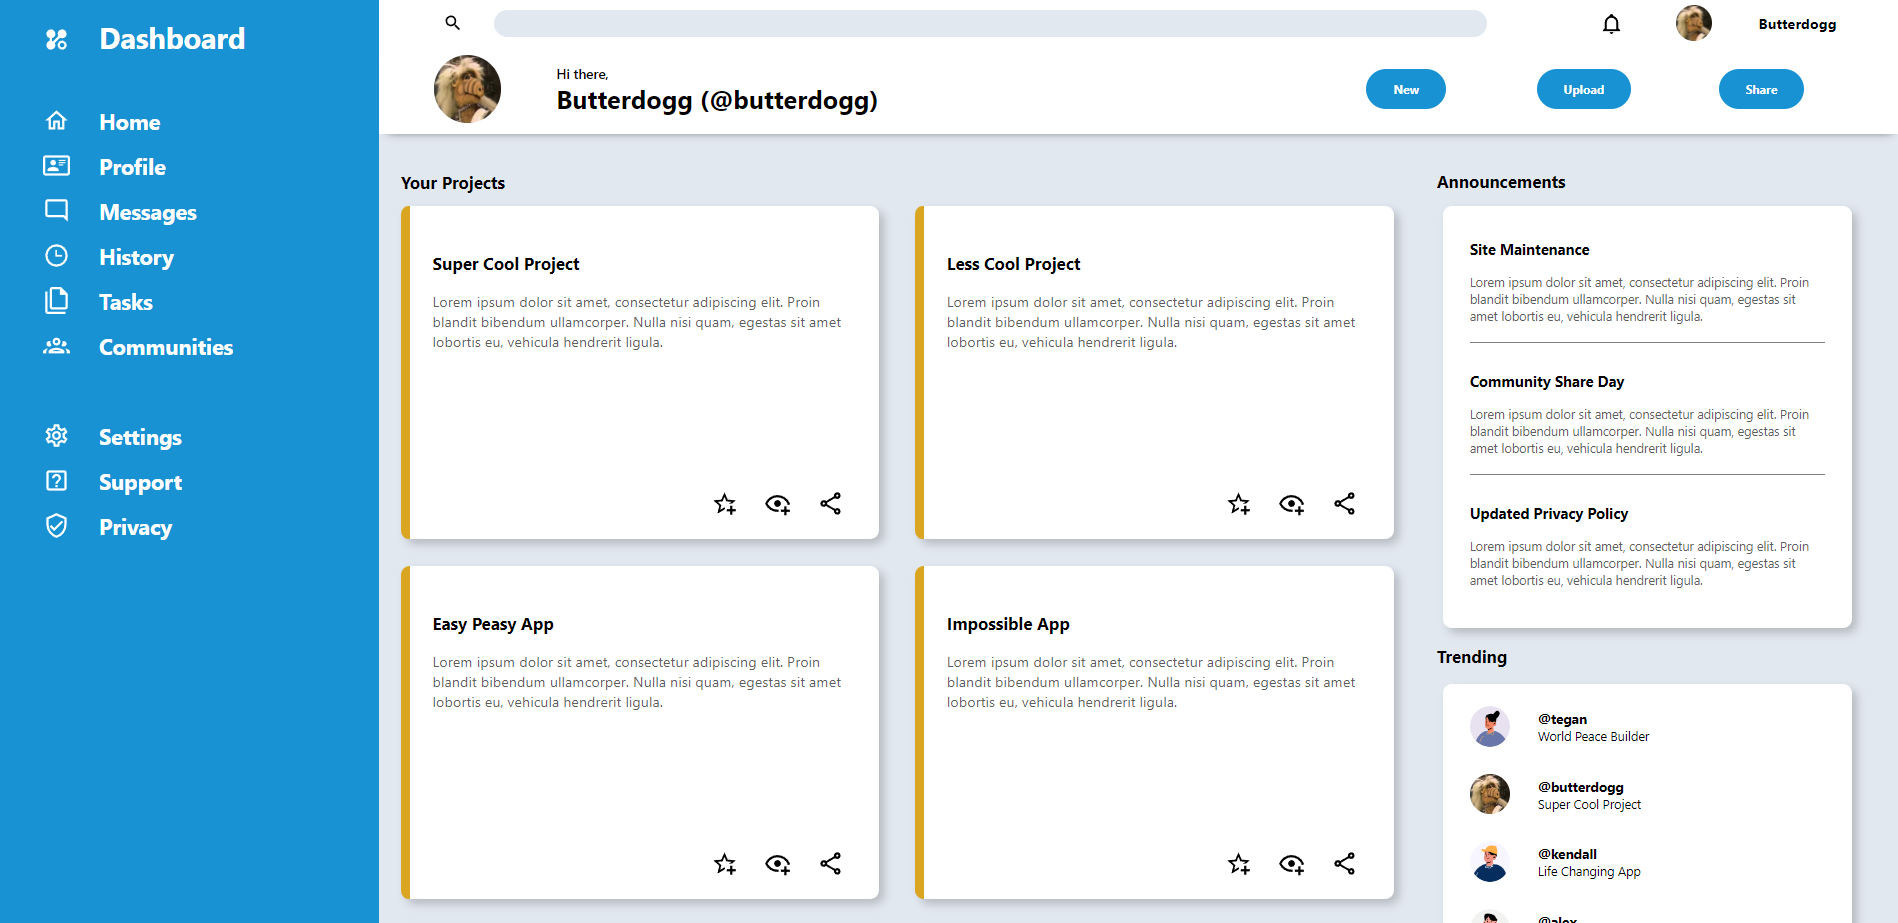 Dashboard
Home
Profile
Messages
History
Tasks
Communities
Settings
Support
Privacy
Butterdogg
Hi there,
Butterdogg (@butterdogg)
New
Upload
Share
Your Projects
Super Cool Project
Lorem ipsum dolor sit amet, consectetur adipiscing elit. Proin
blandit bibendum ullamcorper. Nulla nisi quam, egestas sit amet
lobortis eu, vehicula hendrerit ligula.
Less Cool Project
Lorem ipsum dolor sit amet, consectetur adipiscing elit. Proin
blandit bibendum ullamcorper. Nulla nisi quam, egestas sit amet
lobortis eu, vehicula hendrerit ligula.
Easy Peasy App
Lorem ipsum dolor sit amet, consectetur adipiscing elit. Proin
blandit bibendum ullamcorper. Nulla nisi quam, egestas sit amet
lobortis eu, vehicula hendrerit ligula.
Impossible App
Lorem ipsum dolor sit amet, consectetur adipiscing elit. Proin
blandit bibendum ullamcorper. Nulla nisi quam, egestas sit amet
lobortis eu, vehicula hendrerit ligula.
Announcements
Site Maintenance
Lorem ipsum dolor sit amet, consectetur adipiscing elit. Proin
blandit bibendum ullamcorper. Nulla nisi quam, egestas sit
amet lobortis eu, vehicula hendrerit ligula.
Community Share Day
Lorem ipsum dolor sit amet, consectetur adipiscing elit. Proin
blandit bibendum ullamcorper. Nulla nisi quam, egestas sit
amet lobortis eu, vehicula hendrerit ligula.
Updated Privacy Policy
Lorem ipsum dolor sit amet, consectetur adipiscing elit. Proin
blandit bibendum ullamcorper. Nulla nisi quam, egestas sit
amet lobortis eu, vehicula hendrerit ligula.
Trending
@tegan
World Peace Builder
@butterdogg
Super Cool Project
@kendall
Life Changing App
@alex